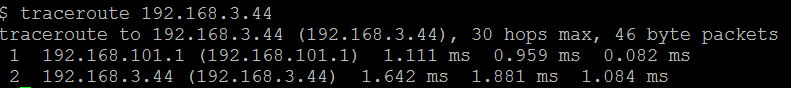 $ traceroute 192.168.3.44
traceroute to 192.168.3.44 (192.168.3.44), 30 hops max, 46 byte packets
 1  192.168.101.1 (192.168.101.1)  1.111 ms  0.959 ms  0.082 ms
 2  192.168.3.44 (192.168.3.44)  1.642 ms  1.881 ms  1.084 ms